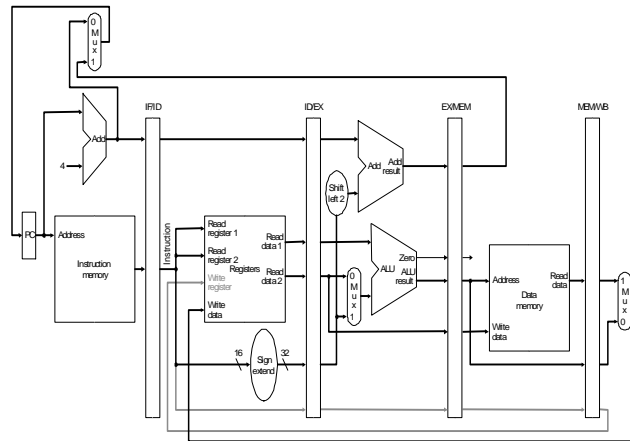 0
M
u
x
1
IF/ID
ID/EX
EX/MEM
MEM/WB
Add
4
Add
Add
result
Shift
left 2
PC
Address
Instruction
memory
Instruction
Read
register 1
Read
data 1
Read
register 2
Registers
Read
data 2
Write
register
Write
data
0
M
u
x
1
Zero
ALU
ALU
result
Address
Read
data
Data
memory
Write
data
1
M
u
x
0
16
Sign
extend
32